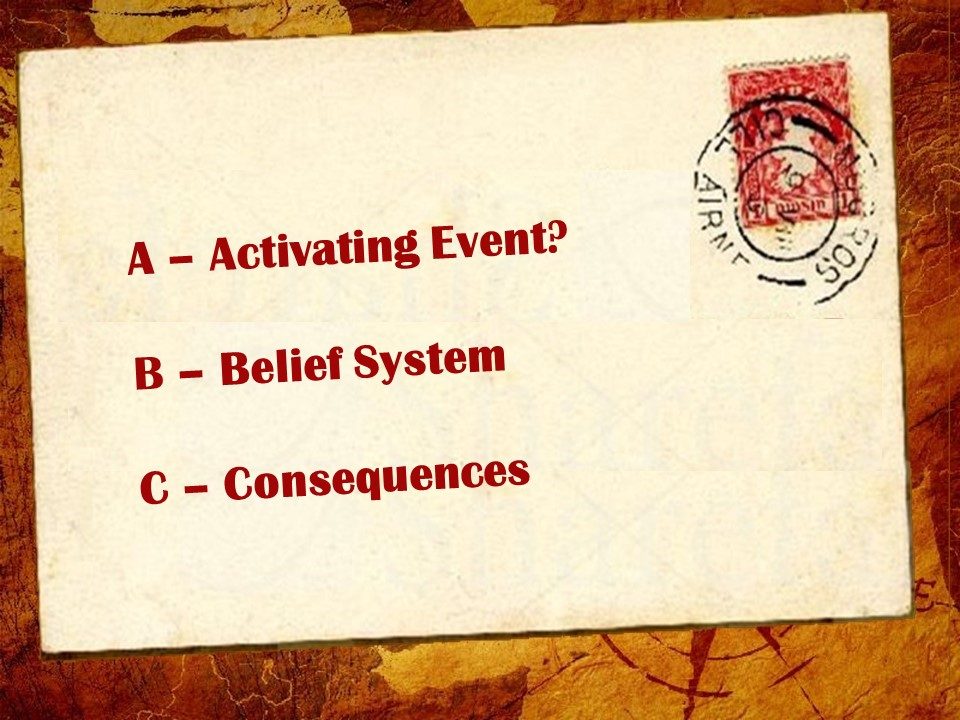 A – Activating Event?
B – Belief System
C – Consequences